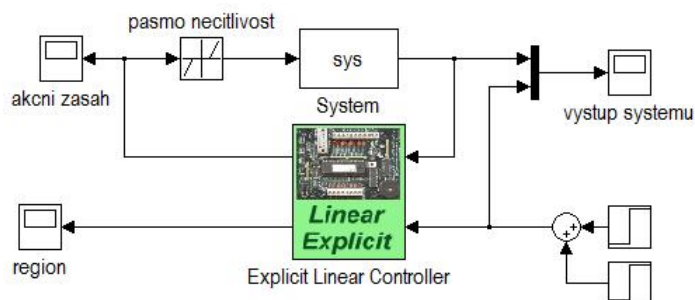 pasmo necitlivost
sys
akcni zasah
System
vystup systemu
Linear
Explicit
region
Explicit Linear Controller
++